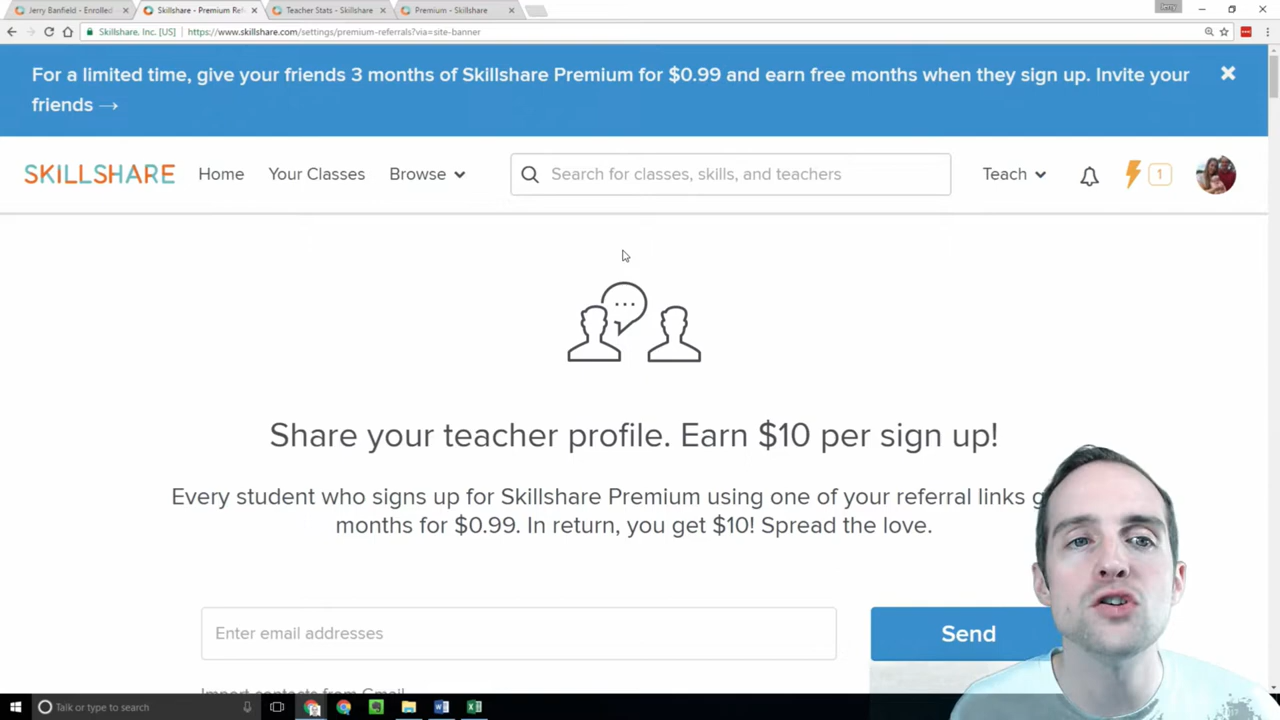 Jerry Banfield - Enrolled
Skillshare - Premium Ref
Teacher Stats - Skillshare
Premium - Skillshare
Jerry
Skillshare, Inc. [US]
https://www.skillshare.com/settings/premium-referrals?via=site-banner
For a limited time, give your friends 3 months of Skillshare Premium for $0.99 and earn free months when they sign up. Invite your
friends →
SKILLSHARE
Home
Your Classes
Browse
Search for classes, skills, and teachers
Teach
1
Share your teacher profile. Earn $10 per sign up!
Every student who signs up for Skillshare Premium using one of your referral links g
months for $0.99. In return, you get $10! Spread the love.
Enter email addresses
Send
Import contacts from Gmail
Talk or type to search